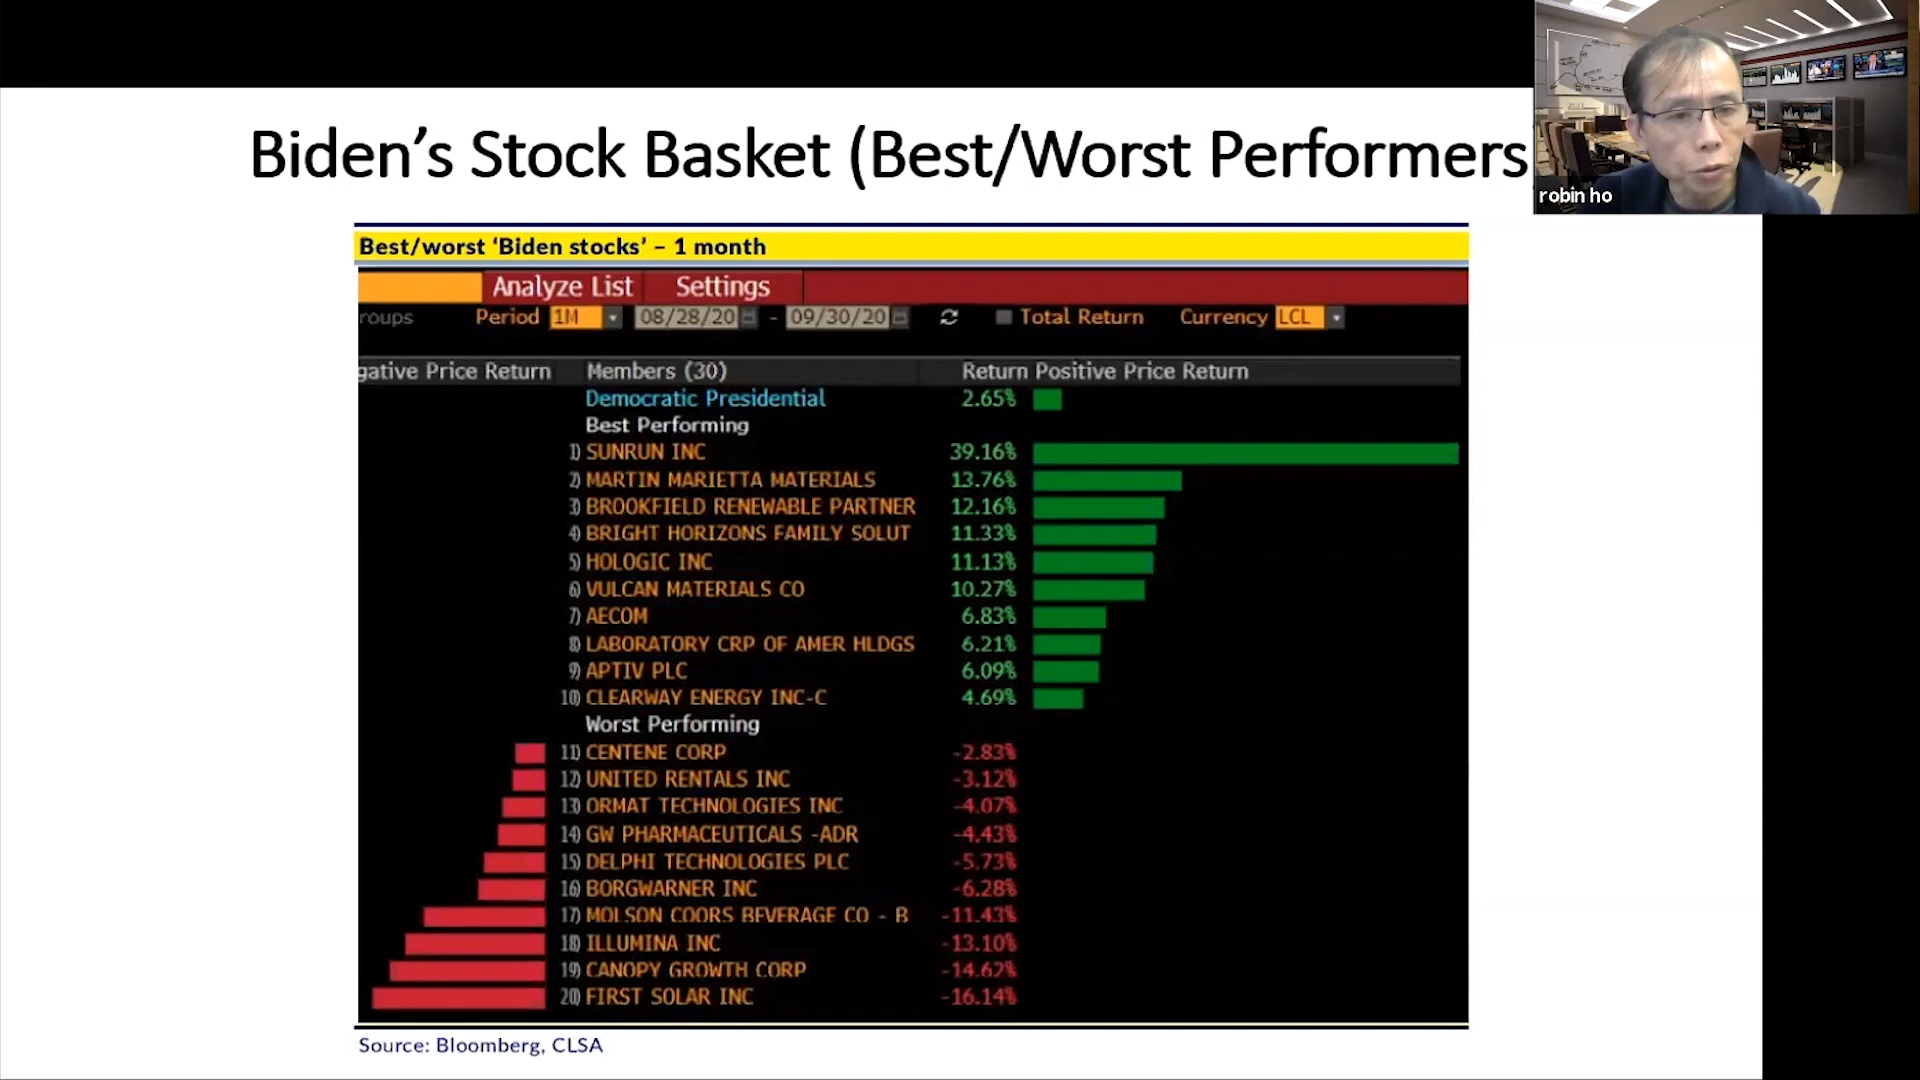 Biden's Stock Basket (Best/Worst Performers
robin ho
Best/worst 'Biden stocks' – 1 month
Analyze List Settings
roups Period 1M 08/28/20 - 09/30/20 Total Return Currency LCL
gative Price Return Members (30) Return Positive Price Return
Democratic Presidential 2.65%
Best Performing
1) SUNRUN INC 39.16%
2) MARTIN MARIETTA MATERIALS 13.76%
3) BROOKFIELD RENEWABLE PARTNER 12.16%
4) BRIGHT HORIZONS FAMILY SOLUT 11.33%
5) HOLOGIC INC 11.13%
6) VULCAN MATERIALS CO 10.27%
7) AECOM 6.83%
8) LABORATORY CRP OF AMER HLDGS 6.21%
9) APTIV PLC 6.09%
10) CLEARWAY ENERGY INC-C 4.69%
Worst Performing
11) CENTENE CORP -2.83%
12) UNITED RENTALS INC -3.12%
13) ORMAT TECHNOLOGIES INC -4.07%
14) GW PHARMACEUTICALS -ADR -4.43%
15) DELPHI TECHNOLOGIES PLC -5.73%
16) BORGWARNER INC -6.28%
17) MOLSON COORS BEVERAGE CO - B -11.43%
18) ILLUMINA INC -13.10%
19) CANOPY GROWTH CORP -14.62%
20) FIRST SOLAR INC -16.14%
Source: Bloomberg, CLSA